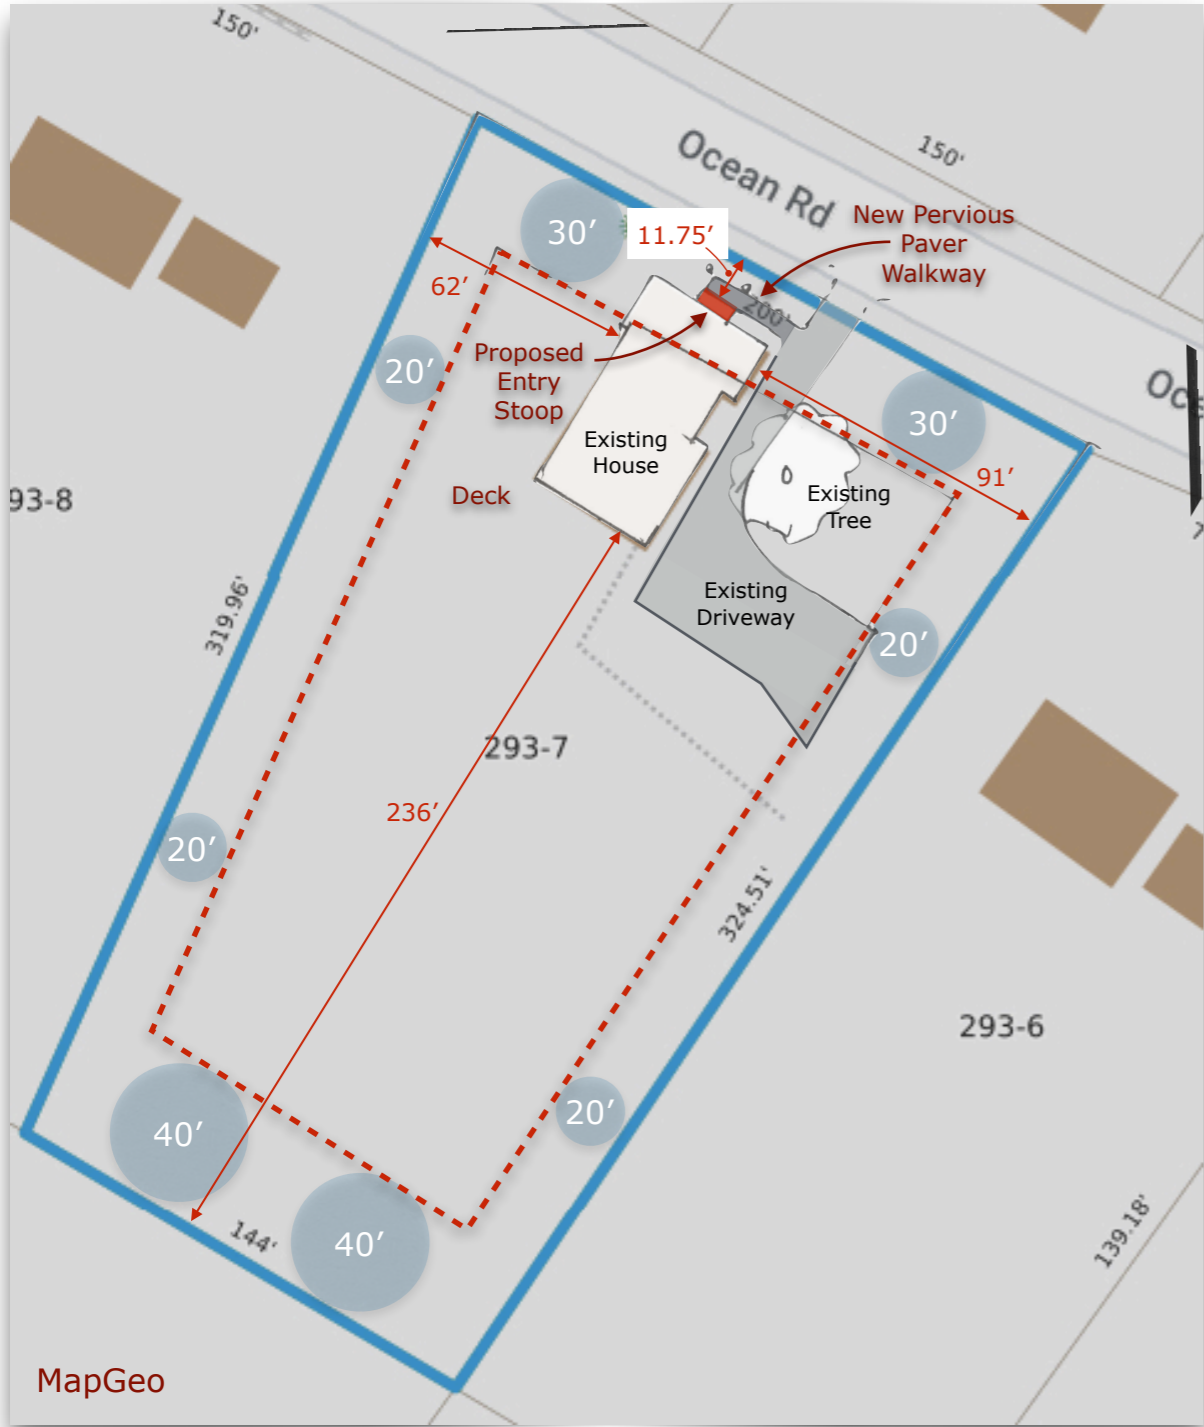 150'
Ocean Rd
150'
30′
11.75′
New Pervious
Paver
Walkway
62′
200'
Proposed
Entry
Stoop
20′
30′
Existing
House
91′
Existing
Tree
Deck
93-8
Existing
Driveway
20′
319.96'
293-7
236′
20′
324.51'
293-6
40′
20′
40′
144'
139.18'
MapGeo